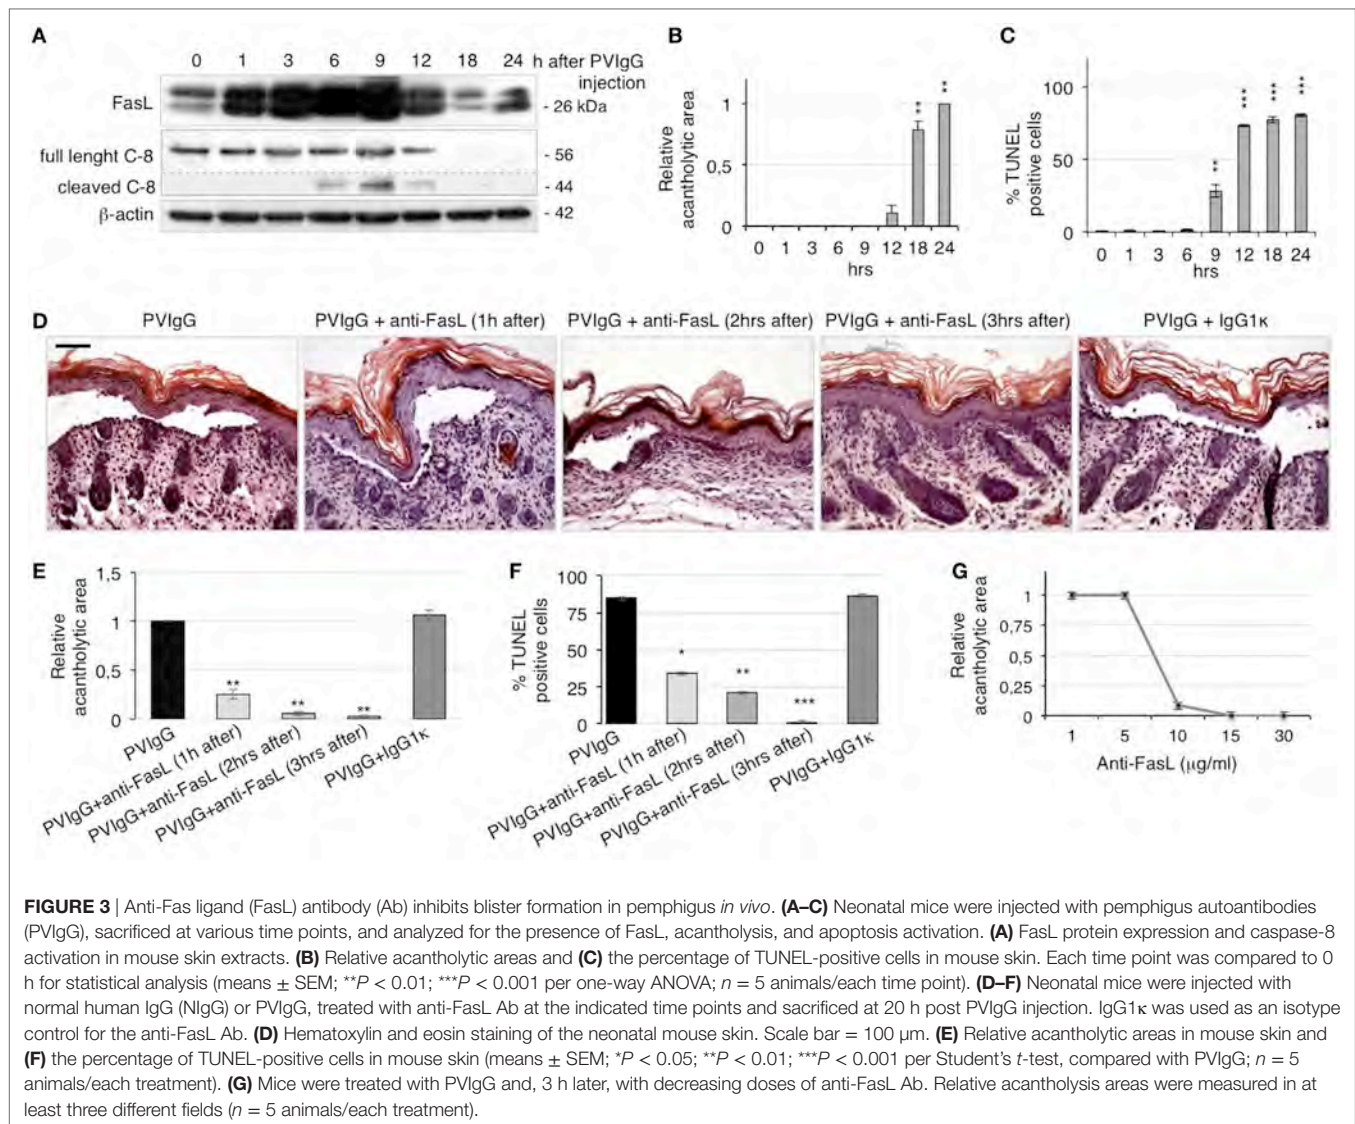 A
0 1 3 6 9 12 18 24 h after PVIgG
injection
FasL
- 26 kDa
full lenght C-8
- 56
cleaved C-8
- 44
β-actin
- 42
B
Relative
acantholytic area
1
0.5
0
**
**
0 1 3 6 9 12 18 24
hrs
C
% TUNEL
positive cells
100
50
0
**
***
***
***
0 1 3 6 9 12 18 24
hrs
D
PVIgG
PVIgG + anti-FasL (1h after)
PVIgG + anti-FasL (2hrs after)
PVIgG + anti-FasL (3hrs after)
PVIgG + IgG1κ
E
Relative
acantholytic area
1.5
1
0.5
0
**
**
**
PVIgG
PVIgG+anti-FasL (1h after)
PVIgG+anti-FasL (2hrs after)
PVIgG+anti-FasL (3hrs after)
PVIgG+IgG1κ
F
% TUNEL
positive cells
100
75
50
25
0
*
**
***
PVIgG
PVIgG+anti-FasL (1h after)
PVIgG+anti-FasL (2hrs after)
PVIgG+anti-FasL (3hrs after)
PVIgG+IgG1κ
G
Relative
acantholytic area
1
0,75
0,5
0,25
0
1 5 10 15 30
Anti-FasL (μg/ml)
FIGURE 3 | Anti-Fas ligand (FasL) antibody (Ab) inhibits blister formation in pemphigus in vivo. (A–C) Neonatal mice were injected with pemphigus autoantibodies
(PVIgG), sacrificed at various time points, and analyzed for the presence of FasL, acantholysis, and apoptosis activation. (A) FasL protein expression and caspase-8
activation in mouse skin extracts. (B) Relative acantholytic areas and (C) the percentage of TUNEL-positive cells in mouse skin. Each time point was compared to 0
h for statistical analysis (means ± SEM; **P < 0.01; ***P < 0.001 per one-way ANOVA; n = 5 animals/each time point). (D–F) Neonatal mice were injected with
normal human IgG (NIgG) or PVIgG, treated with anti-FasL Ab at the indicated time points and sacrificed at 20 h post PVIgG injection. IgG1κ was used as an isotype
control for the anti-FasL Ab. (D) Hematoxylin and eosin staining of the neonatal mouse skin. Scale bar = 100 μm. (E) Relative acantholytic areas in mouse skin and
(F) the percentage of TUNEL-positive cells in mouse skin (means ± SEM; *P < 0.05; **P < 0.01; ***P < 0.001 per Student's t-test, compared with PVIgG; n = 5
animals/each treatment). (G) Mice were treated with PVIgG and, 3 h later, with decreasing doses of anti-FasL Ab. Relative acantholysis areas were measured in at
least three different fields (n = 5 animals/each treatment).